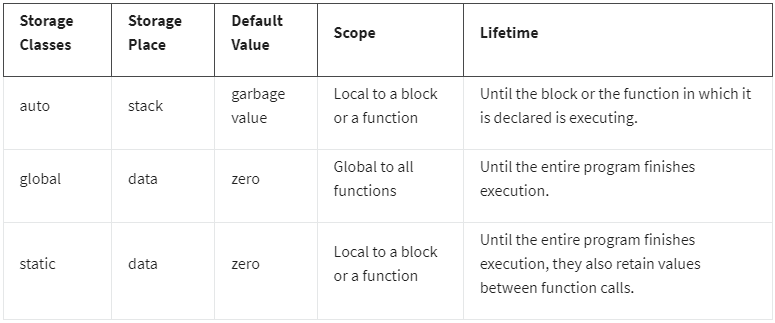 Storage Classes
Storage Place
Default Value
Scope
Lifetime
auto
stack
garbage value
Local to a block
or a function
Until the block or the function in which it
is declared is executing.
global
data
zero
Global to all
functions
Until the entire program finishes
execution.
static
data
zero
Local to a block
or a function
Until the entire program finishes
execution, they also retain values
between function calls.